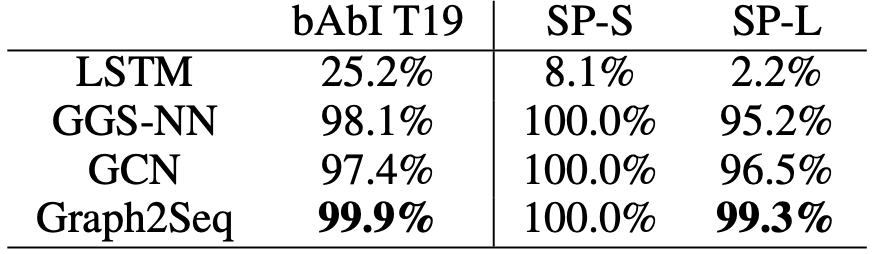 bAbI T19 SP-S SP-L
LSTM 25.2% 8.1% 2.2%
GGS-NN 98.1% 100.0% 95.2%
GCN 97.4% 100.0% 96.5%
Graph2Seq 99.9% 100.0% 99.3%